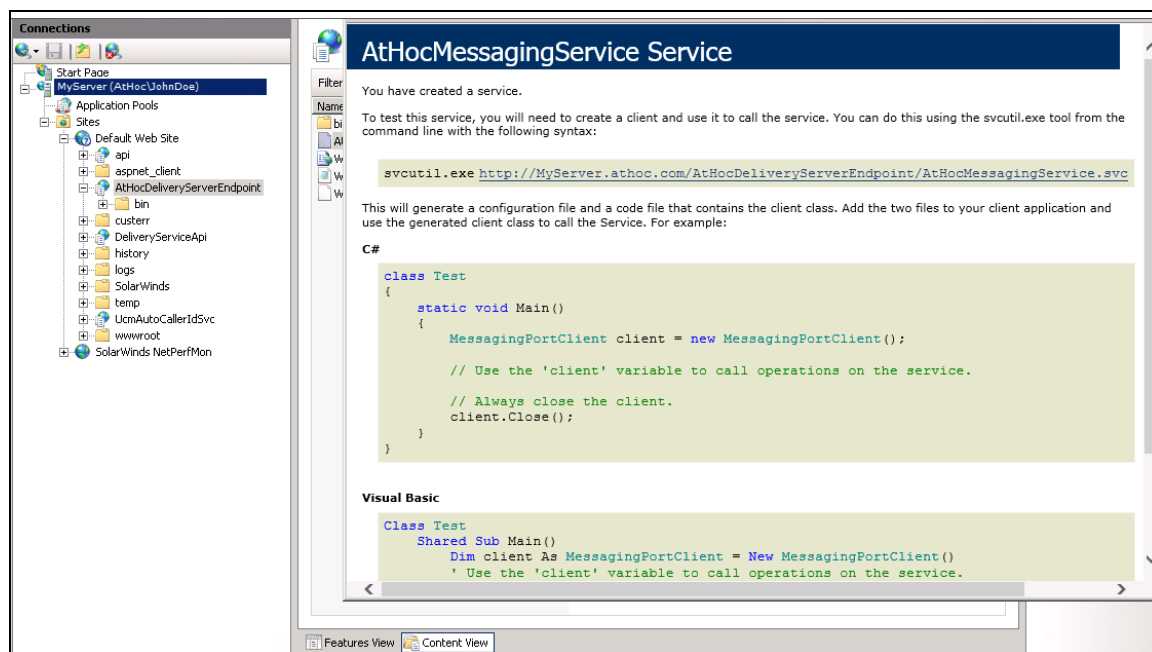 Connections
Start Page
MyServer (AtHoc\JohnDoe)
Application Pools
Sites
Default Web Site
api
aspnet_client
AtHocDeliveryServerEndpoint
bin
custerr
DeliveryServiceApi
history
logs
SolarWinds
temp
UcmAutoCallerIdSvc
wwwroot
SolarWinds NetPerfMon
Filter
Name
bi
W
W
W
AtHocMessagingService Service
You have created a service.
To test this service, you will need to create a client and use it to call the service. You can do this using the svcutil.exe tool from the
command line with the following syntax:
svcutil.exe http://MyServer.athoc.com/AtHocDeliveryServerEndpoint/AtHocMessagingService.svc
This will generate a configuration file and a code file that contains the client class. Add the two files to your client application and
use the generated client class to call the Service. For example:
C#
class Test
{
static void Main()
{
MessagingPortClient client = new MessagingPortClient();
// Use the 'client' variable to call operations on the service.
// Always close the client.
client.Close();
}
}
Visual Basic
Class Test
Shared Sub Main()
Dim client As MessagingPortClient = New MessagingPortClient()
' Use the 'client' variable to call operations on the service.
Features View
Content View